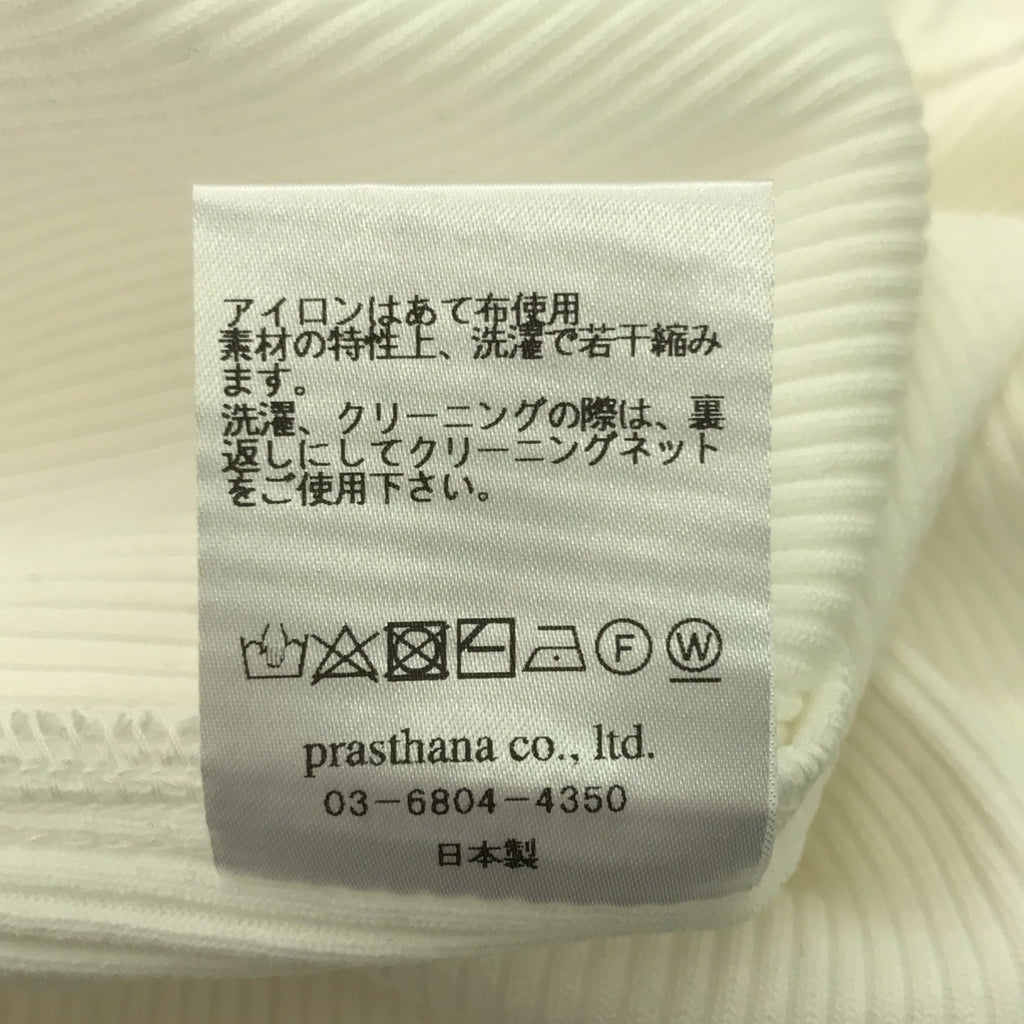 アイロンはあて布使用
素材の特性上、洗濯で若干縮み
ます。
洗濯、クリーニングの際は、裏
返しにしてクリーニングネット
をご使用下さい。
F W
prasthana co., ltd.
03-6804-4350
日本製